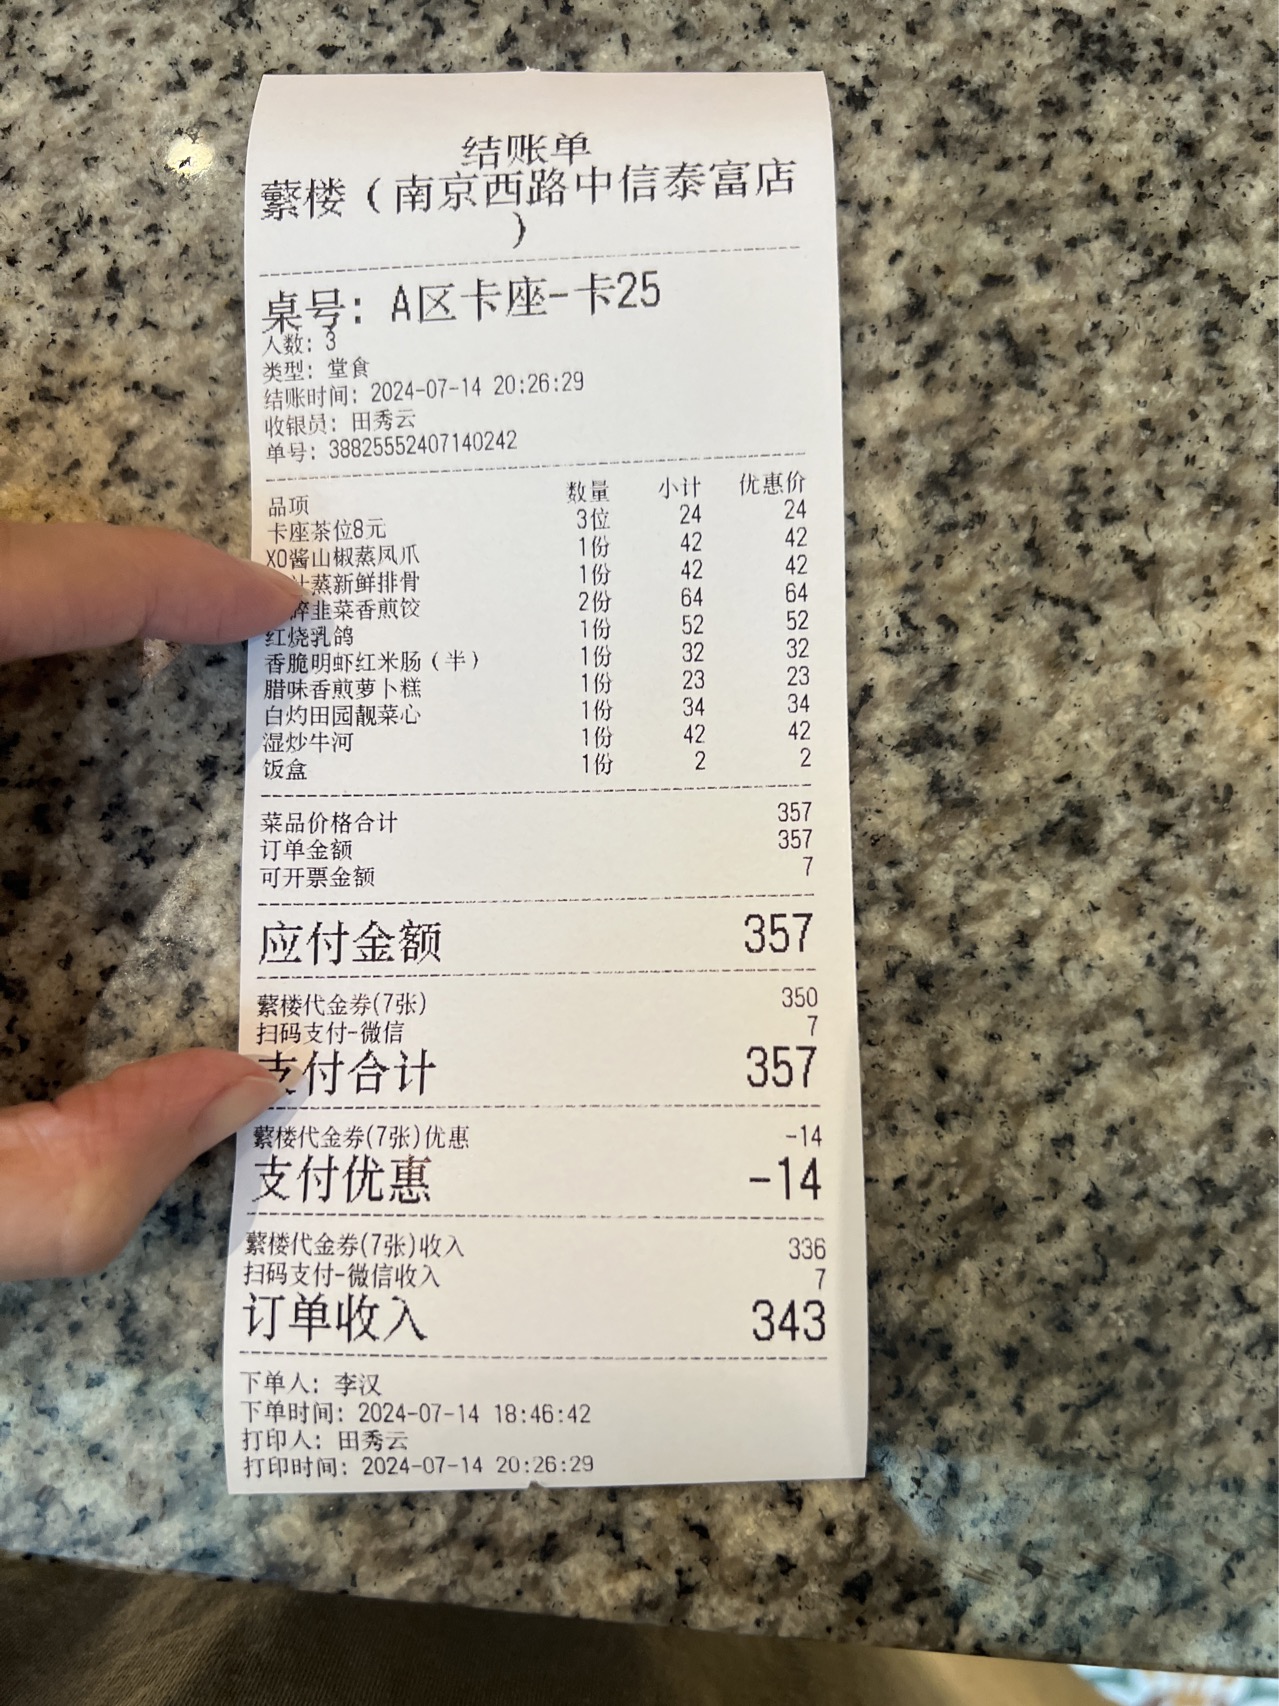 结账单
蘩楼（南京西路中信泰富店
）
桌号：A区卡座-卡25
人数：3
类型：堂食
结账时间：2024-07-14 20:26:29
收银员：田秀云
单号：38825552407140242
品项 数量 小计 优惠价
卡座茶位8元 3位 24 24
XO酱山椒蒸凤爪 1份 42 42
汁蒸新鲜排骨 1份 42 42
韭菜香煎饺 2份 64 64
红烧乳鸽 1份 52 52
香脆明虾红米肠（半） 1份 32 32
腊味香煎萝卜糕 1份 23 23
白灼田园靓菜心 1份 34 34
湿炒牛河 1份 42 42
饭盒 1份 2 2
菜品价格合计 357
订单金额 357
可开票金额 7
应付金额 357
蘩楼代金券(7张) 350
扫码支付-微信 7
支付合计 357
蘩楼代金券(7张)优惠 -14
支付优惠 -14
蘩楼代金券(7张)收入 336
扫码支付-微信收入 7
订单收入 343
下单人：李汉
下单时间：2024-07-14 18:46:42
打印人：田秀云
打印时间：2024-07-14 20:26:29